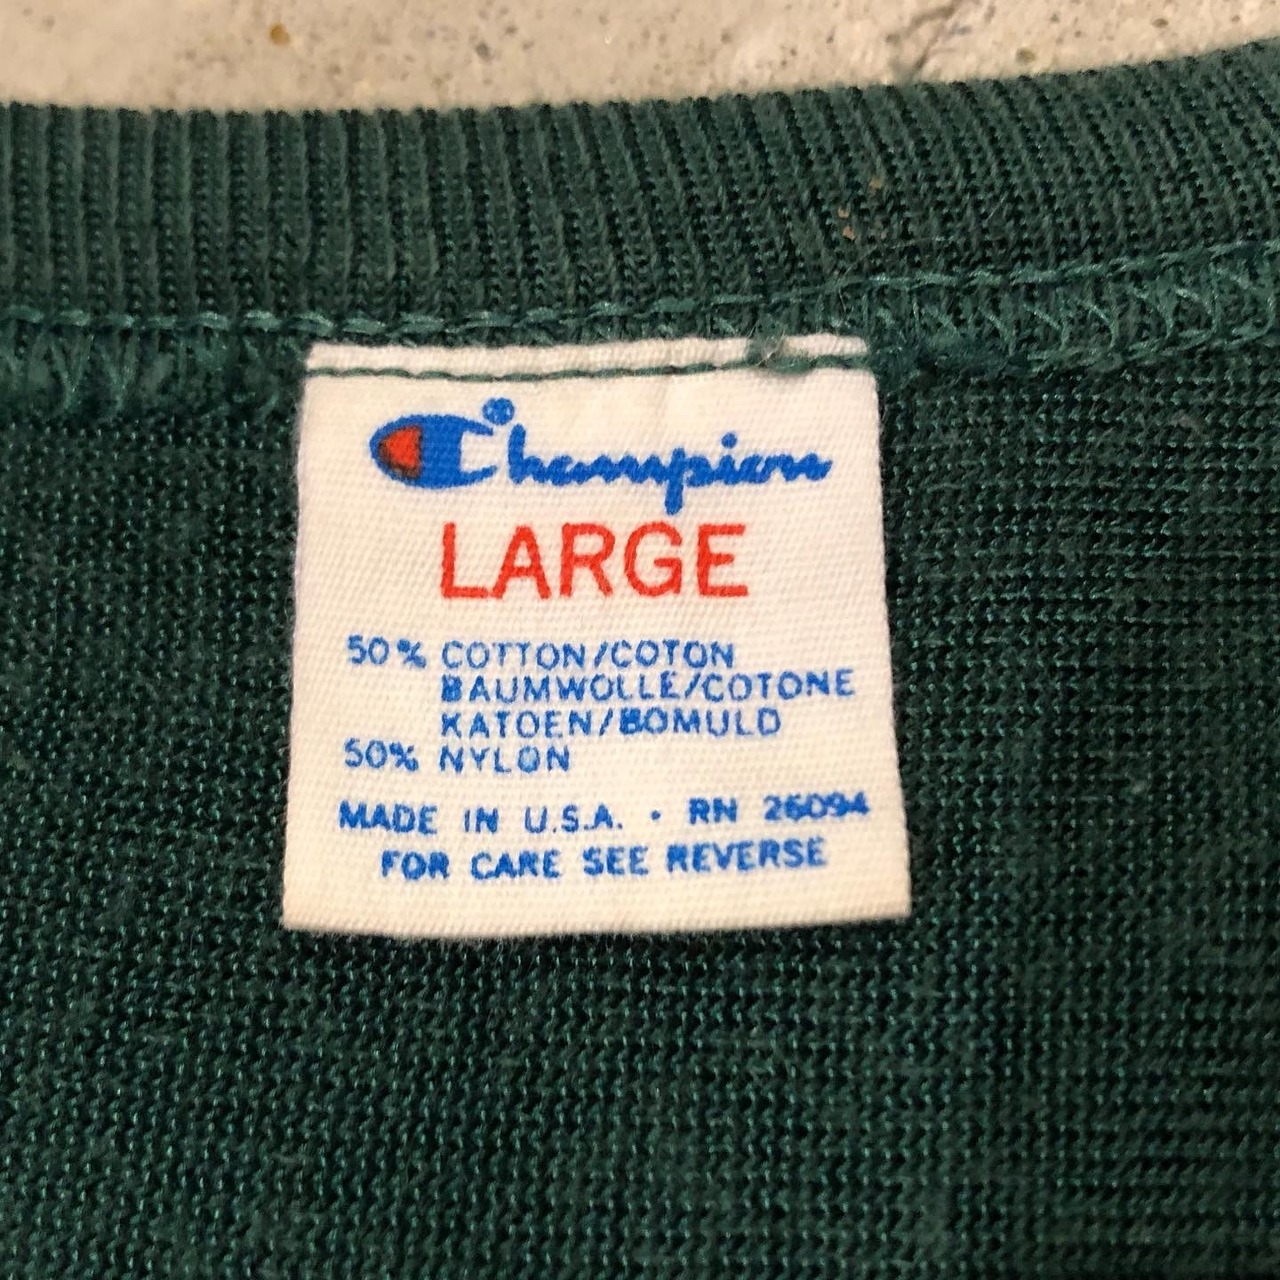 Champion®
LARGE
50% COTTON/COTON
BAUMWOLLE/COTONE
KATOEN/BOMULD
50% NYLON
MADE IN U.S.A. • RN 26094
FOR CARE SEE REVERSE